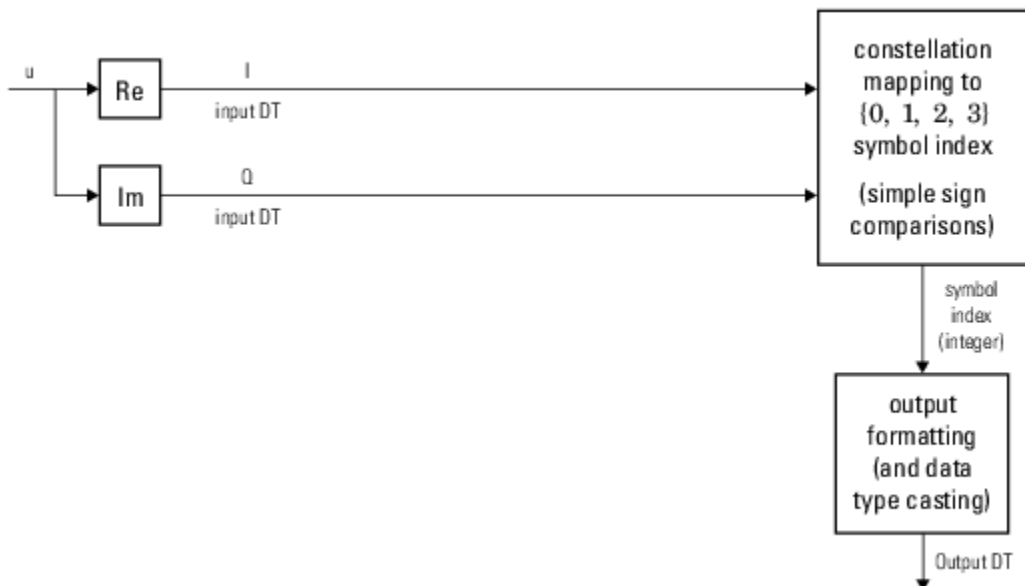 u
Re
I
input DT
Im
Q
input DT
constellation
mapping to
{0, 1, 2, 3}
symbol index
(simple sign
comparisons)
symbol
index
(integer)
output
formatting
(and data
type casting)
Output DT